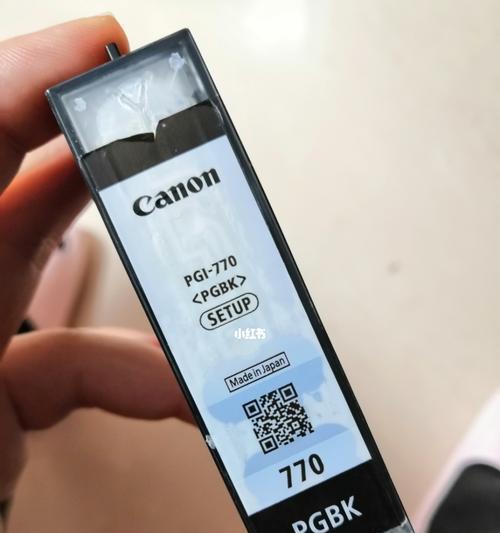 Canon
PGI-770
<PGBK>
SETUP
小红书
Made in Japan
770
PGBK